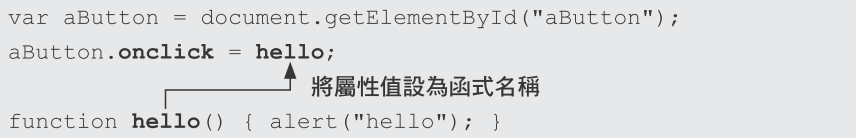 var aButton = document.getElementById("aButton");
aButton.onclick = hello;
將屬性值設為函式名稱
function hello() { alert("hello"); }